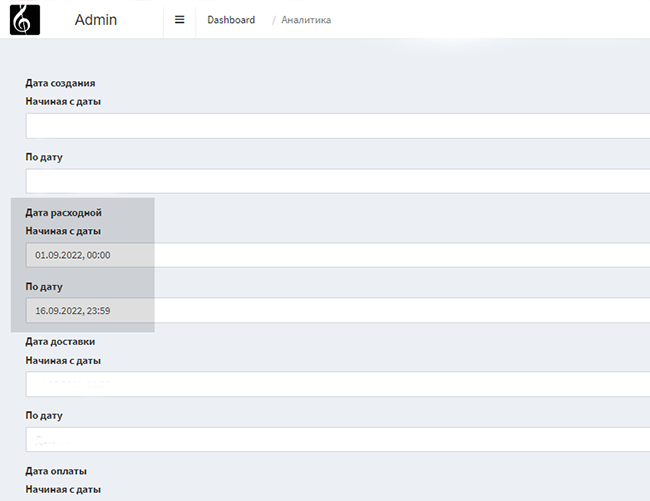 Admin
Dashboard / Аналитика
Дата создания
Начиная с даты
По дату
Дата расходной
Начиная с даты
01.09.2022, 00:00
По дату
16.09.2022, 23:59
Дата доставки
Начиная с даты
По дату
Дата оплаты
Начиная с даты